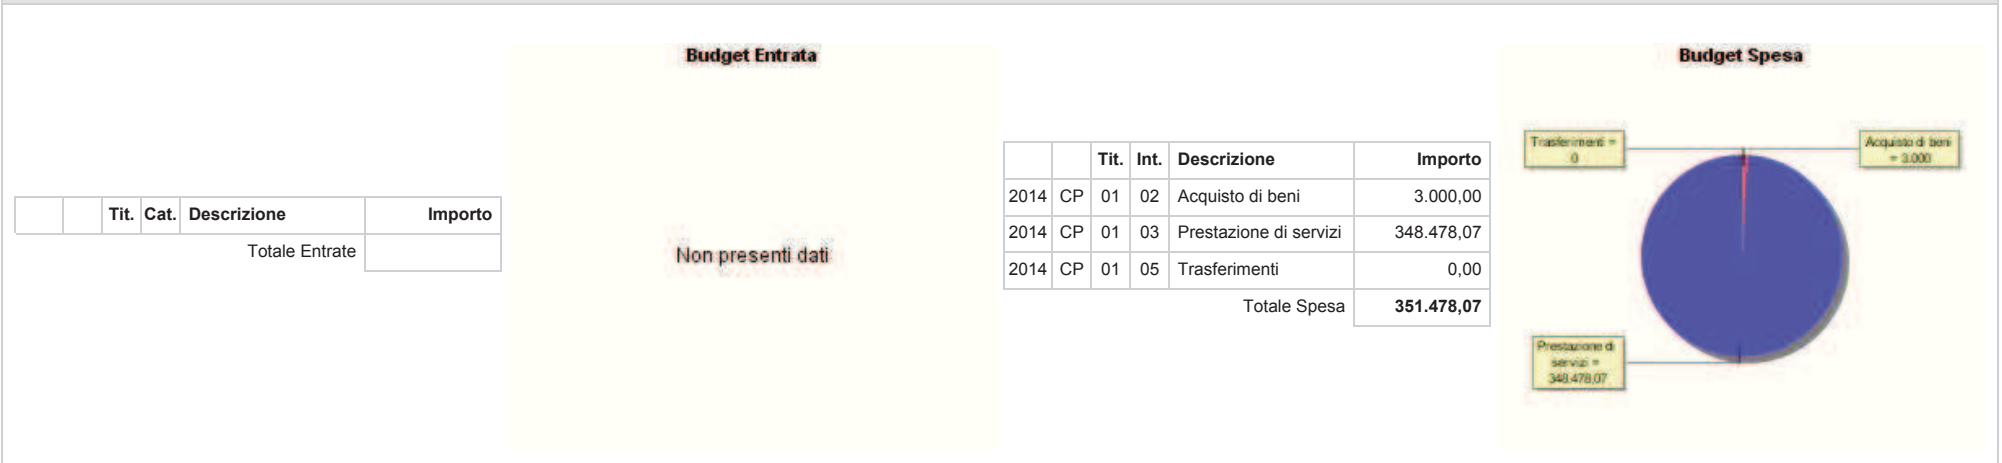 Tit. Cat. Descrizione Importo
Totale Entrate
Budget Entrata
Non presenti dati
Tit. Int. Descrizione Importo
2014 CP 01 02 Acquisto di beni 3.000,00
2014 CP 01 03 Prestazione di servizi 348.478,07
2014 CP 01 05 Trasferimenti 0,00
Totale Spesa 351.478,07
Budget Spesa
Trasferimenti =
0
Acquisto di beni
= 3.000
Prestazione di
servizi =
348.478,07